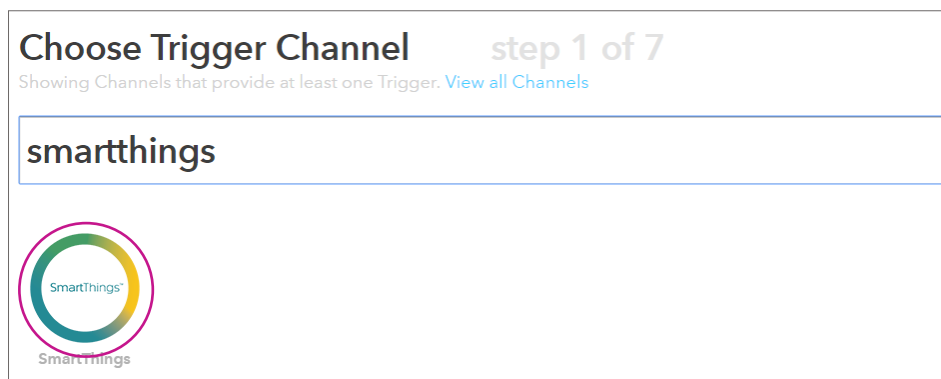 Choose Trigger Channel step 1 of 7
Showing Channels that provide at least one Trigger. View all Channels
smartthings
SmartThings™
SmartThings